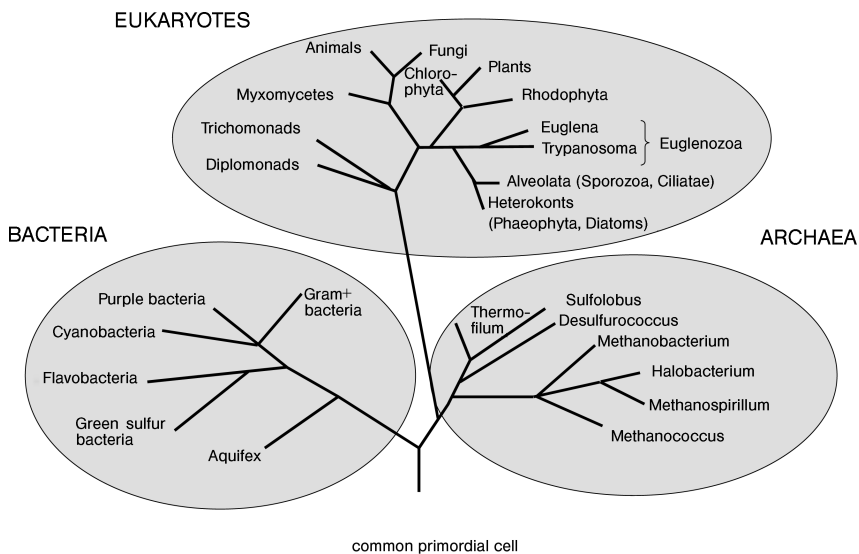 EUKARYOTES
Animals
Fungi
Chloro-
phyta
Plants
Myxomycetes
Rhodophyta
Trichomonads
Euglena
Trypanosoma
Euglenozoa
Diplomonads
Alveolata (Sporozoa, Ciliatae)
Heterokonts
(Phaeophyta, Diatoms)
BACTERIA
Purple bacteria
Gram+
bacteria
Cyanobacteria
Flavobacteria
Green sulfur
bacteria
Aquifex
ARCHAEA
Thermo-
filum
Sulfolobus
Desulfurococcus
Methanobacterium
Halobacterium
Methanospirillum
Methanococcus
common primordial cell